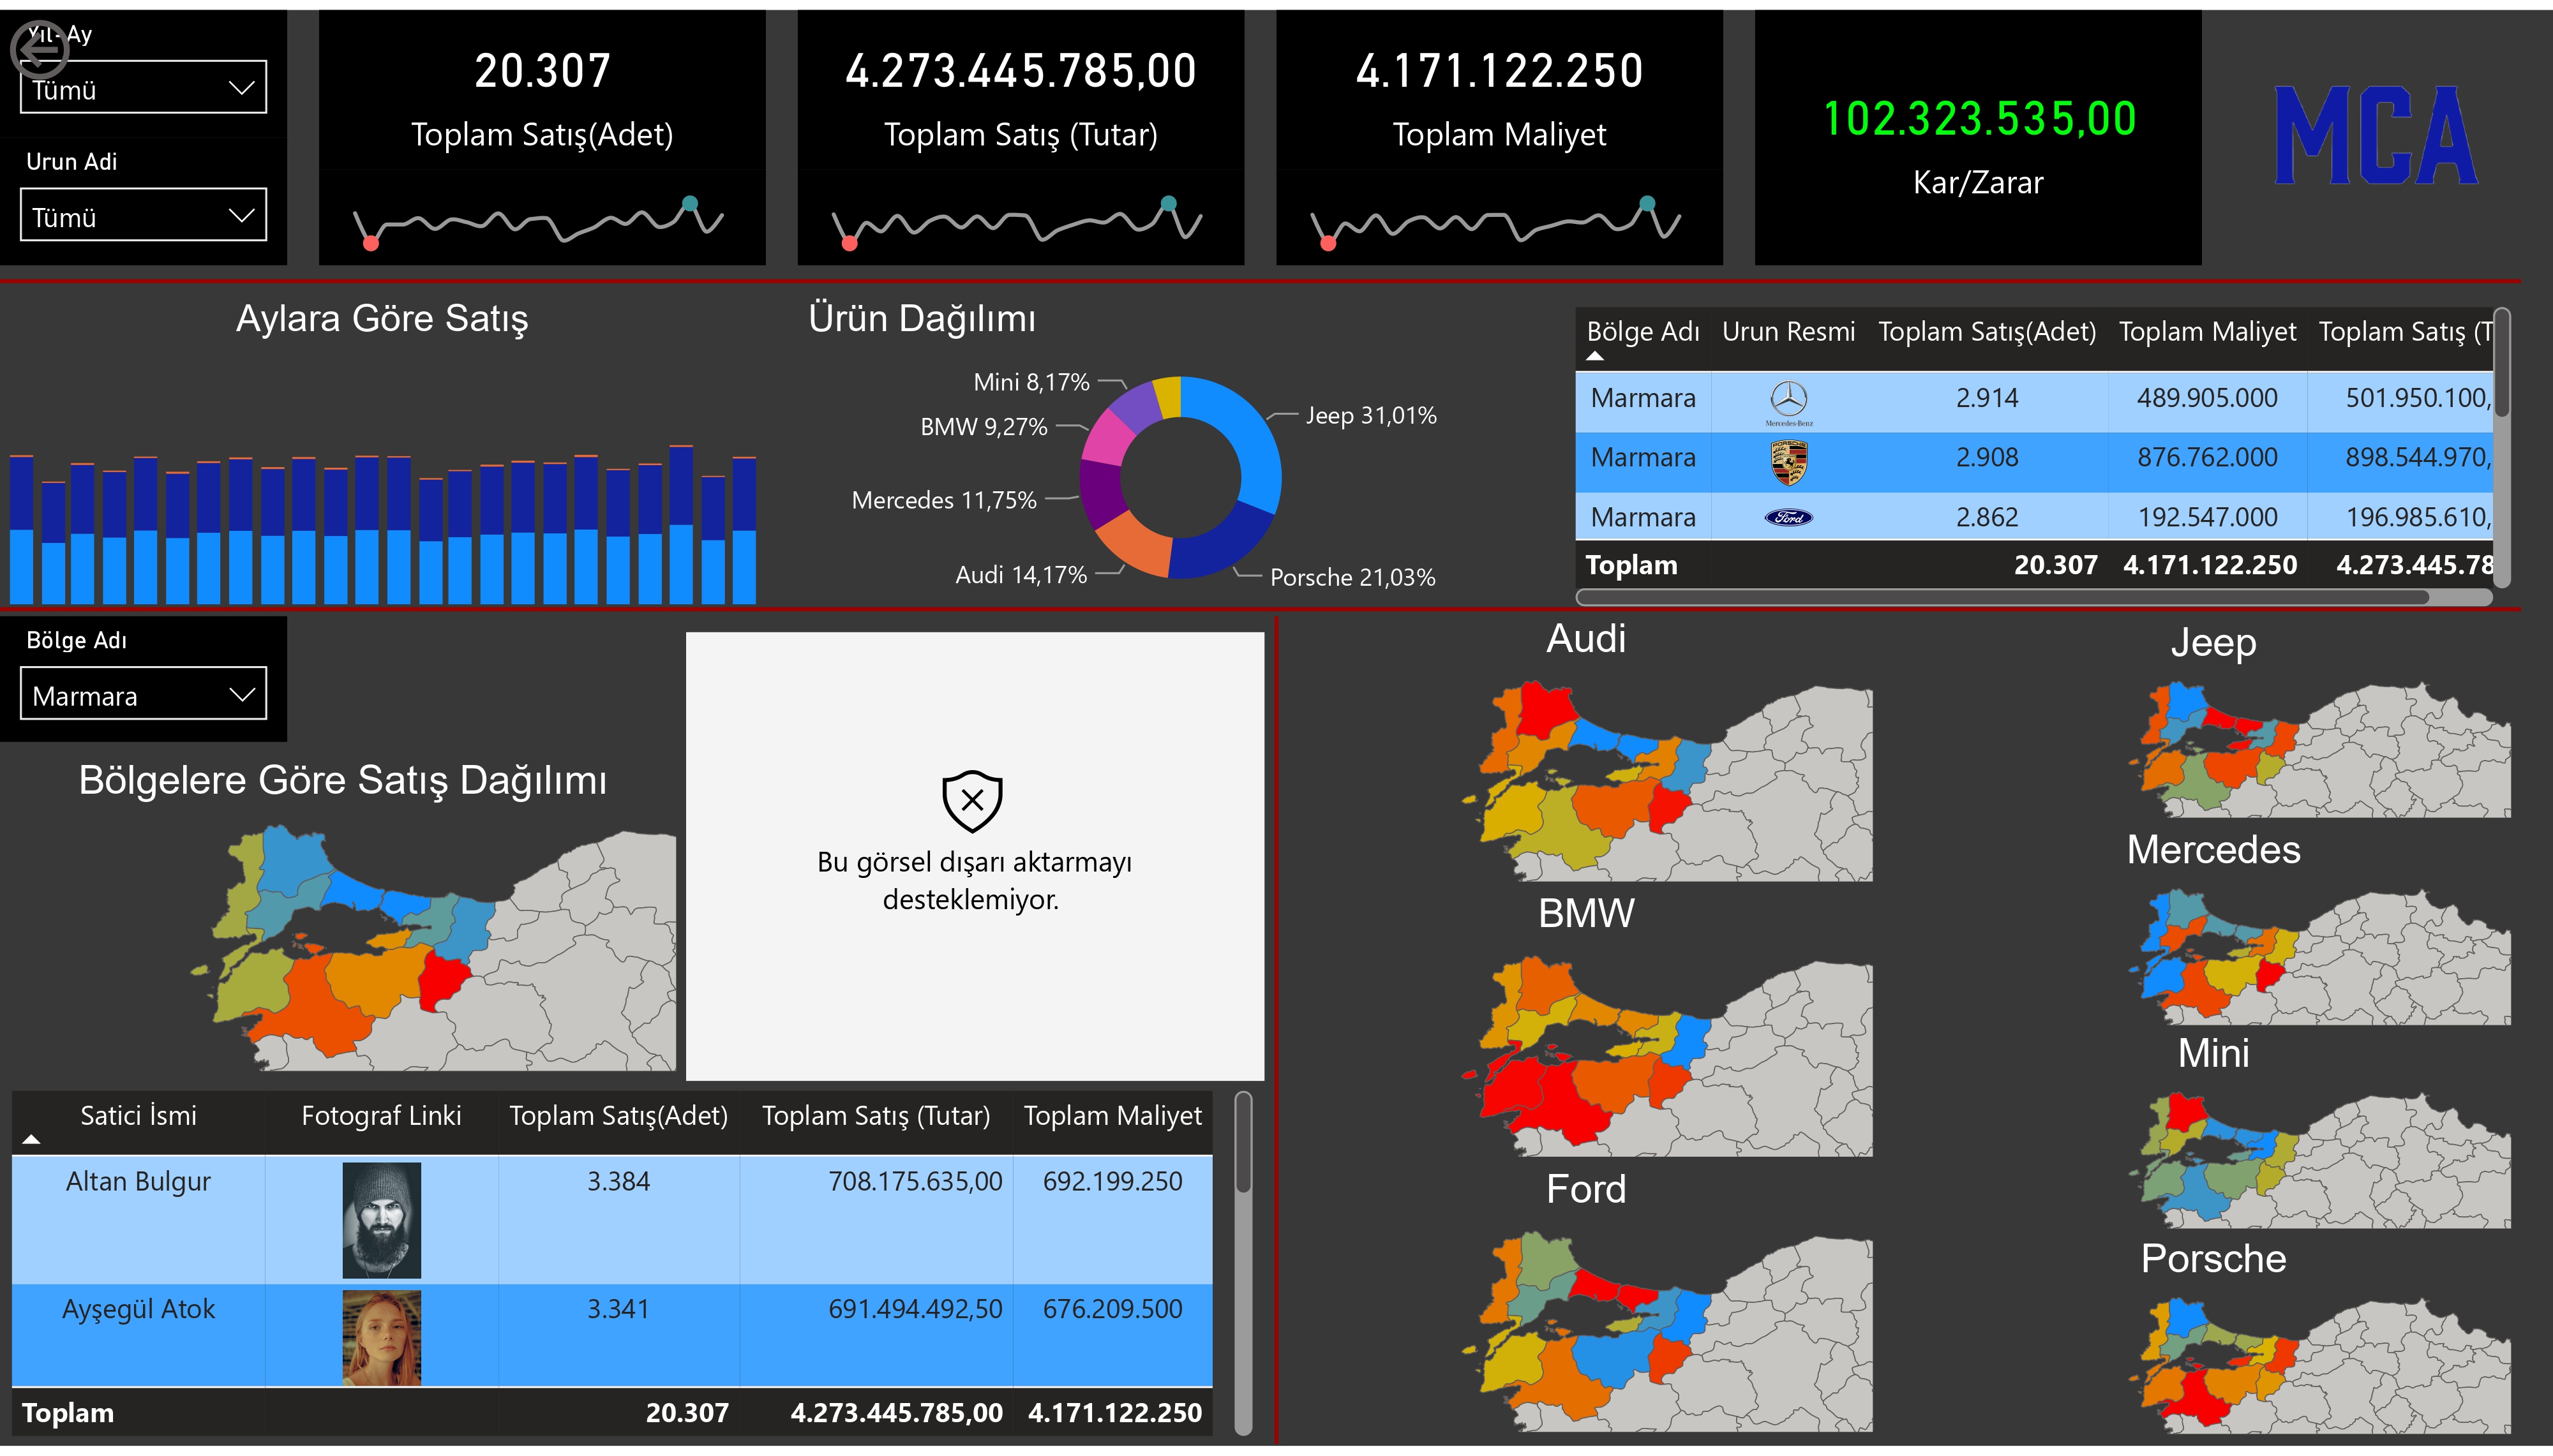 Yıl-Ay
Tümü
Urun Adi
Tümü
20.307
Toplam Satış(Adet)
4.273.445.785,00
Toplam Satış (Tutar)
4.171.122.250
Toplam Maliyet
102.323.535,00
Kar/Zarar
MCA
Aylara Göre Satış
Ürün Dağılımı
Mini 8,17%
BMW 9,27%
Mercedes 11,75%
Audi 14,17%
Jeep 31,01%
Porsche 21,03%
Bölge Adı Urun Resmi Toplam Satış(Adet) Toplam Maliyet Toplam Satış (T
Marmara Mercedes-Benz 2.914 489.905.000 501.950.100,
Marmara PORSCHE 2.908 876.762.000 898.544.970,
Marmara Ford 2.862 192.547.000 196.985.610,
Toplam 20.307 4.171.122.250 4.273.445.78
Bölge Adı
Marmara
Bölgelere Göre Satış Dağılımı
Bu görsel dışarı aktarmayı
desteklemiyor.
Satici İsmi Fotograf Linki Toplam Satış(Adet) Toplam Satış (Tutar) Toplam Maliyet
Altan Bulgur 3.384 708.175.635,00 692.199.250
Ayşegül Atok 3.341 691.494.492,50 676.209.500
Toplam 20.307 4.273.445.785,00 4.171.122.250
Audi
BMW
Ford
Jeep
Mercedes
Mini
Porsche